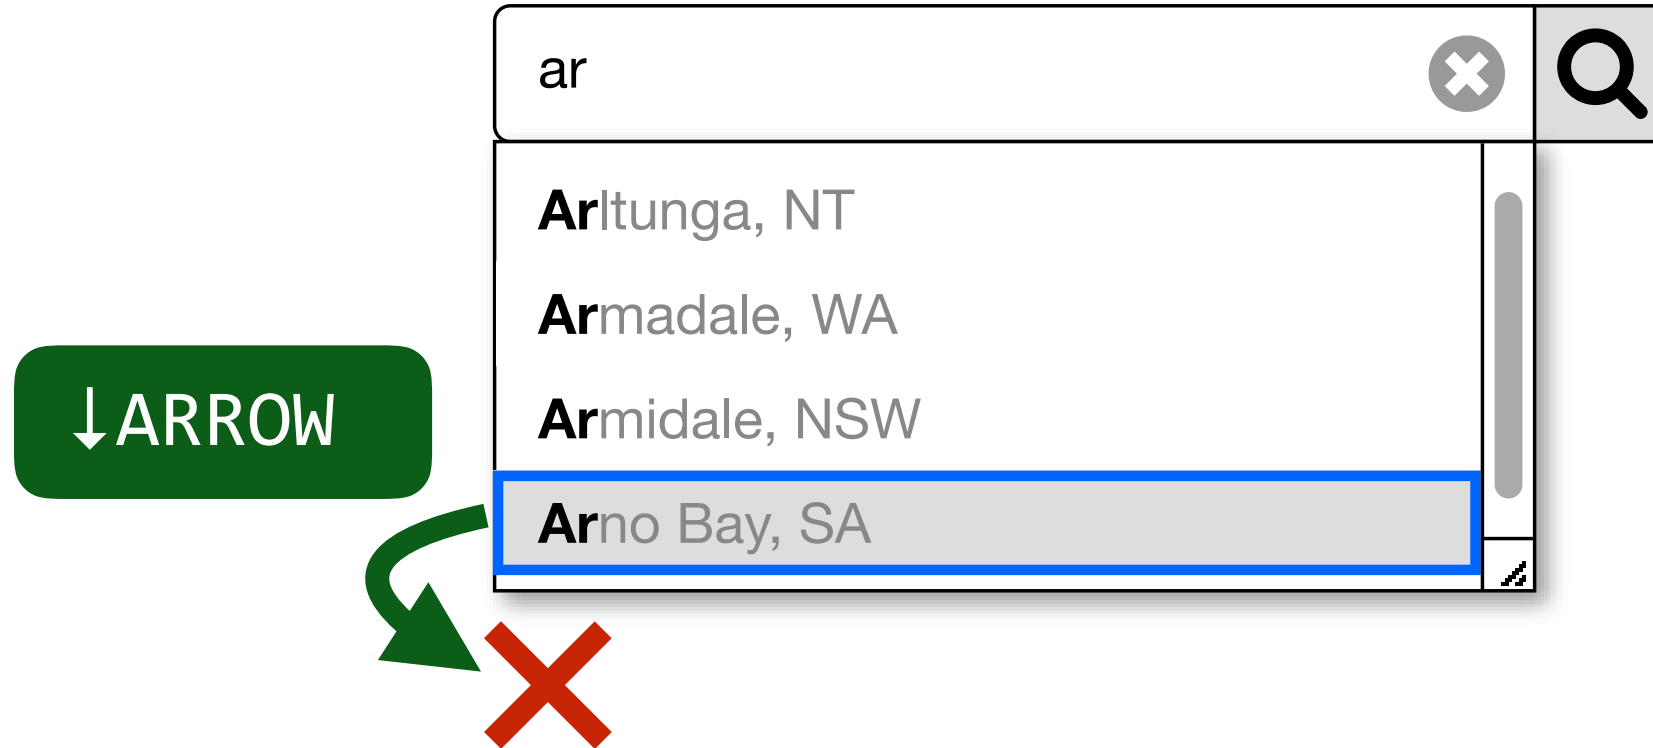 ar
Arltunga, NT
Armadale, WA
Armidale, NSW
↓ARROW
Arno Bay, SA